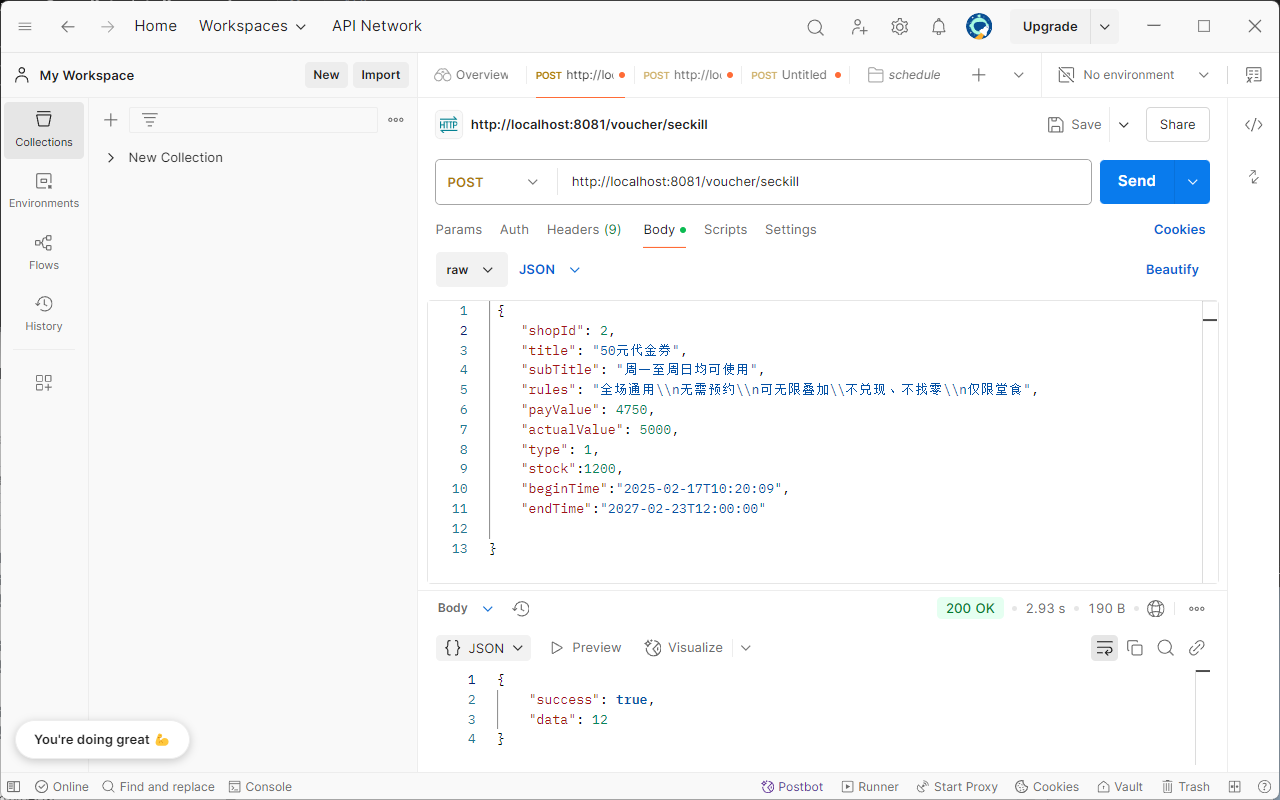 Home Workspaces API Network Upgrade
My Workspace New Import Overview POST http://loc POST http://loc POST Untitled schedule No environment
Collections
Environments
Flows
History
New Collection
HTTP http://localhost:8081/voucher/seckill Save Share
POST http://localhost:8081/voucher/seckill Send
Params Auth Headers (9) Body Scripts Settings Cookies
raw JSON Beautify
1 {
2 "shopId": 2,
3 "title": "50元代金券",
4 "subTitle": "周一至周日均可使用",
5 "rules": "全场通用\\n无需预约\\n可无限叠加\\不兑现、不找零\\n仅限堂食",
6 "payValue": 4750,
7 "actualValue": 5000,
8 "type": 1,
9 "stock":1200,
10 "beginTime":"2025-02-17T10:20:09",
11 "endTime":"2027-02-23T12:00:00"
12
13 }
Body 200 OK 2.93 s 190 B
{} JSON Preview Visualize
1 {
2 "success": true,
3 "data": 12
4 }
You're doing great 💪
Online Find and replace Console Postbot Runner Start Proxy Cookies Vault Trash